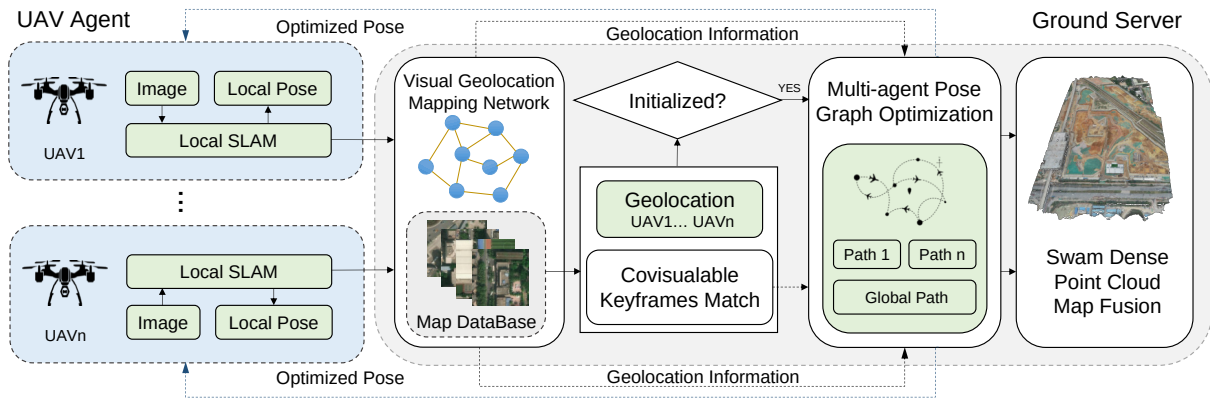 UAV Agent
Optimized Pose
Geolocation Information
Ground Server
Image
Local Pose
Local SLAM
UAV1
Visual Geolocation
Mapping Network
Initialized?
YES
Multi-agent Pose
Graph Optimization
Geolocation
UAV1... UAVn
Covisualable
Keyframes Match
Map DataBase
Path 1
Path n
Global Path
Swam Dense
Point Cloud
Map Fusion
Local SLAM
Image
Local Pose
UAVn
Optimized Pose
Geolocation Information